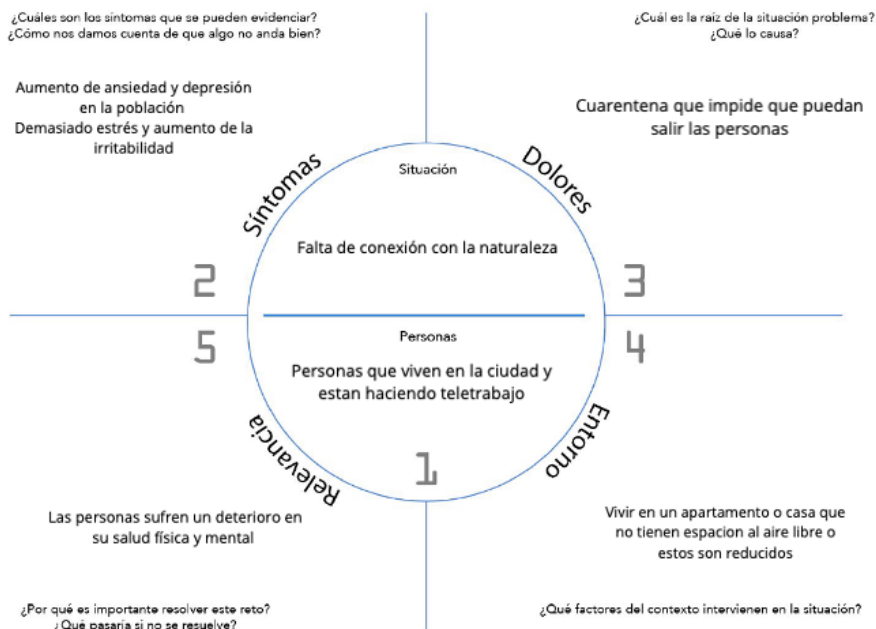 ¿Cuáles son los síntomas que se pueden evidenciar?
¿Cómo nos damos cuenta de que algo no anda bien?
Aumento de ansiedad y depresión
en la población
Demasiado estrés y aumento de la
irritabilidad
Síntomas
2
¿Cuál es la raíz de la situación problema?
¿Qué lo causa?
Cuarentena que impide que puedan
salir las personas
Dolores
3
Situación
Falta de conexión con la naturaleza
Personas
Personas que viven en la ciudad y
estan haciendo teletrabajo
1
5
Relevancia
Las personas sufren un deterioro en
su salud física y mental
¿Por qué es importante resolver este reto?
¿Qué pasaría si no se resuelve?
4
Entorno
Vivir en un apartamento o casa que
no tienen espacion al aire libre o
estos son reducidos
¿Qué factores del contexto intervienen en la situación?